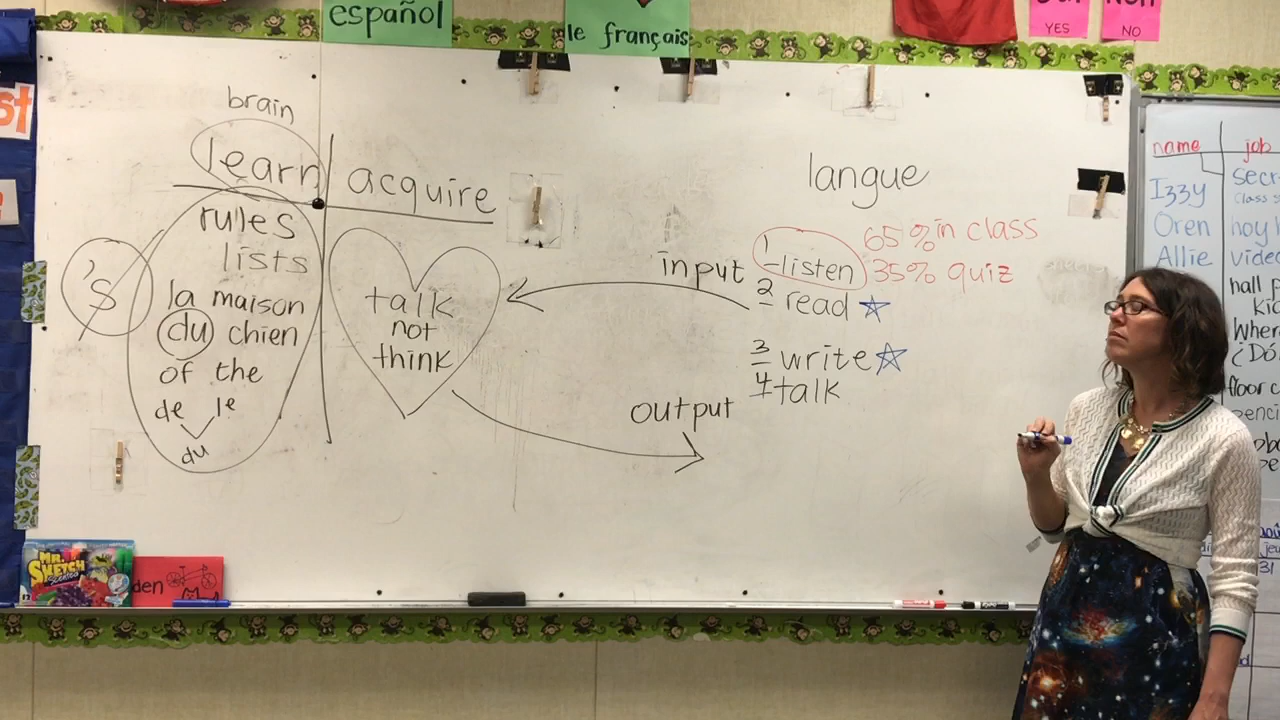 español
le français
YES
NO
brain
learn
acquire
rules
lists
's
la maison
du chien
of the
de le
du
talk
not
think
langue
input
1
-listen
65% in class
35% quiz
2 read
3 write
4 talk
output
name job
Izzy
Oren
Allie
MR. SKETCH
Scented
den